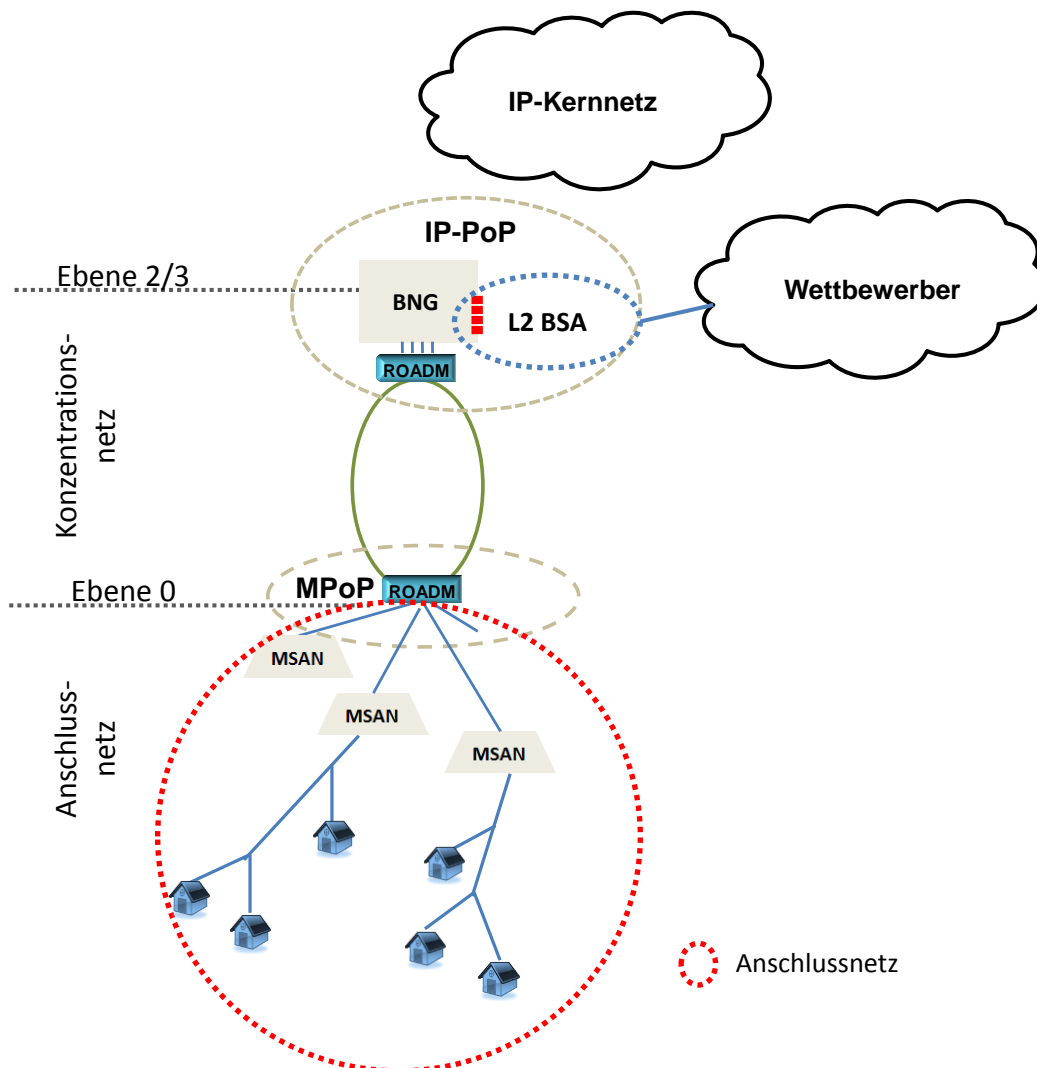 IP-Kernnetz
IP-PoP
Ebene 2/3
Wettbewerber
BNG
L2 BSA
ROADM
Konzentrations-
netz
Ebene 0
MPoP
ROADM
MSAN
MSAN
MSAN
Anschluss-
netz
Anschlussnetz